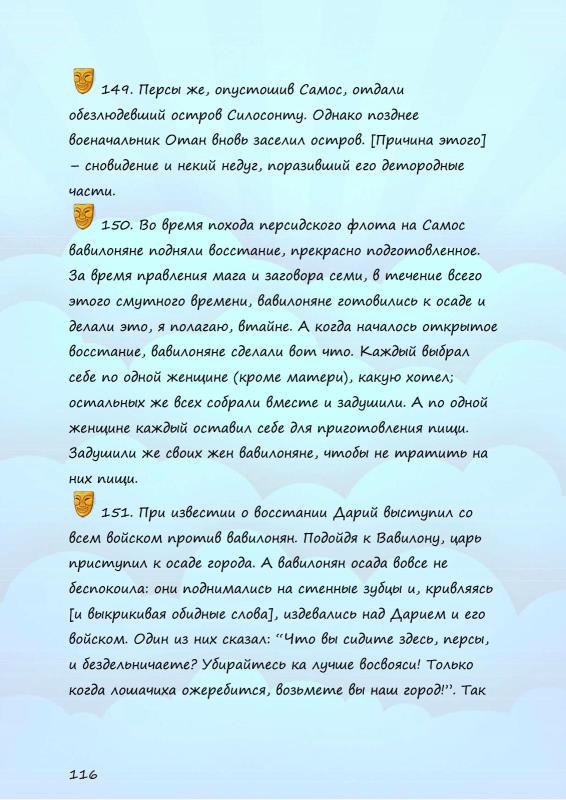 149. Персы же, опустошив Самос, отдали
обезлюдевший остров Силосонту. Однако позднее
военачальник Отан вновь заселил остров. [Причина этого]
– сновидение и некий недуг, поразивший его детородные
части.
150. Во время похода персидского флота на Самос
вавилоняне подняли восстание, прекрасно подготовленное.
За время правления мага и заговора семи, в течение всего
этого смутного времени, вавилоняне готовились к осаде и
делали это, я полагаю, втайне. А когда началось открытое
восстание, вавилоняне сделали вот что. Каждый выбрал
себе по одной женщине (кроме матери), какую хотел;
остальных же всех собрали вместе и задушили. А по одной
женщине каждый оставил себе для приготовления пищи.
Задушили же своих жен вавилоняне, чтобы не тратить на
них пищи.
151. При известии о восстании Дарий выступил со
всем войском против вавилонян. Подойдя к Вавилону, царь
приступил к осаде города. А вавилонян осада вовсе не
беспокоила: они поднимались на стенные зубцы и, кривляясь
[и выкрикивая обидные слова], издевались над Дарием и его
войском. Один из них сказал: “Что вы сидите здесь, персы,
и бездельничаете? Убирайтесь ка лучше восвояси! Только
когда лошачиха ожеребится, возьмете вы наш город!”. Так
116